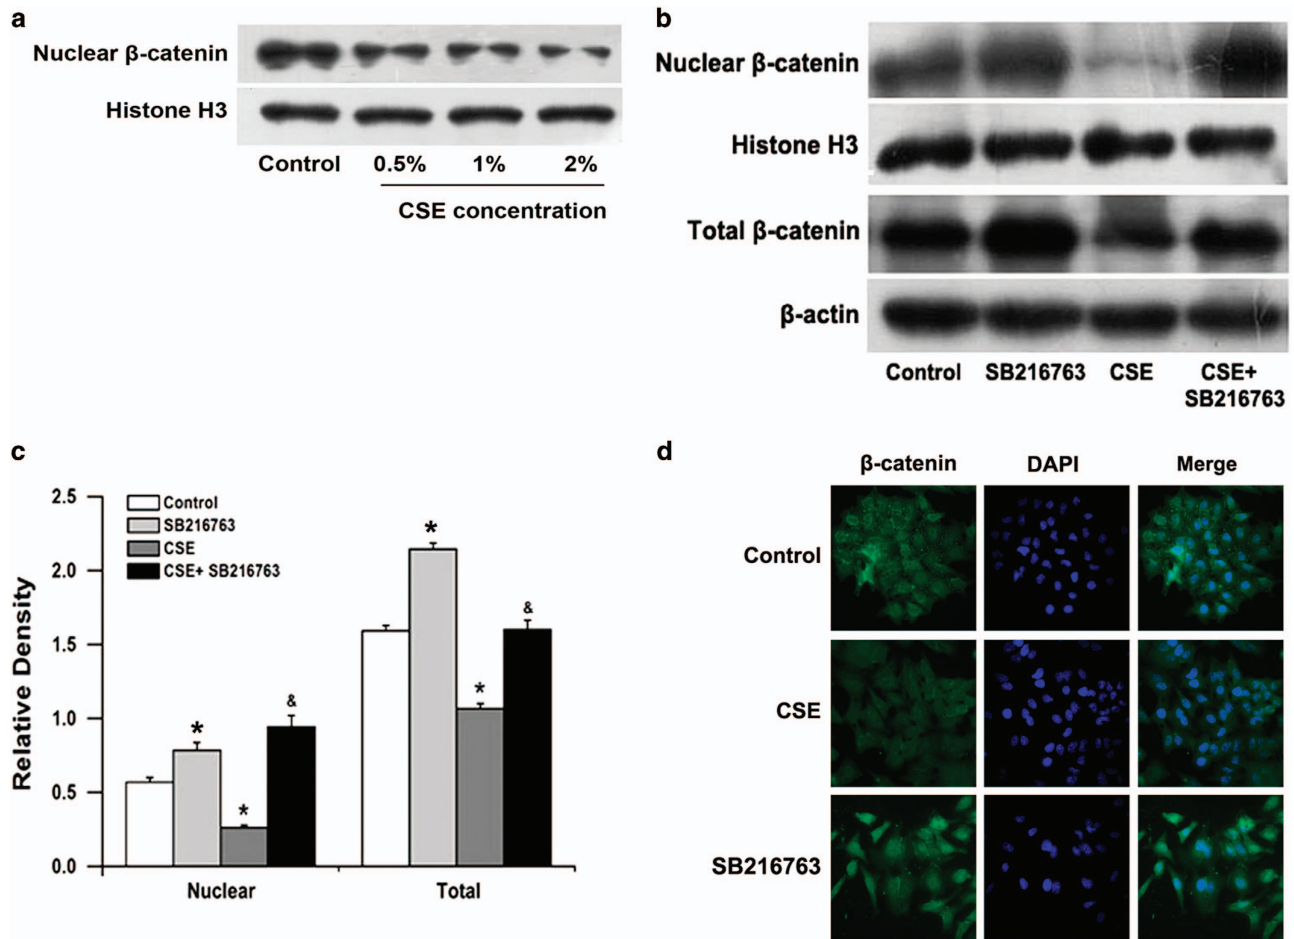 a
Nuclear β-catenin
Histone H3
Control 0.5% 1% 2%
CSE concentration
b
Nuclear β-catenin
Histone H3
Total β-catenin
β-actin
Control SB216763 CSE CSE+
SB216763
c
2.5
2.0
1.5
1.0
0.5
0.0
Relative Density
Control
SB216763
CSE
CSE+ SB216763
*
*
&
*
*
&
Nuclear Total
d
β-catenin DAPI Merge
Control
CSE
SB216763